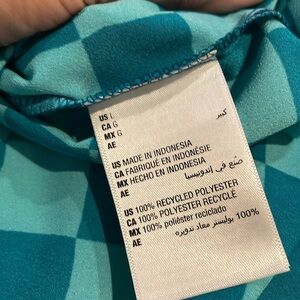 US L
CA G
MX G
AE كبير
US MADE IN INDONESIA
CA FABRIQUÉ EN INDONÉSIE
MX HECHO EN INDONESIA
AE صنع في إندونيسيا
US 100% RECYCLED POLYESTER
CA 100% POLYESTER RECYCLÉ
MX 100% poliéster reciclado
AE 100% بوليستر معاد تدويره